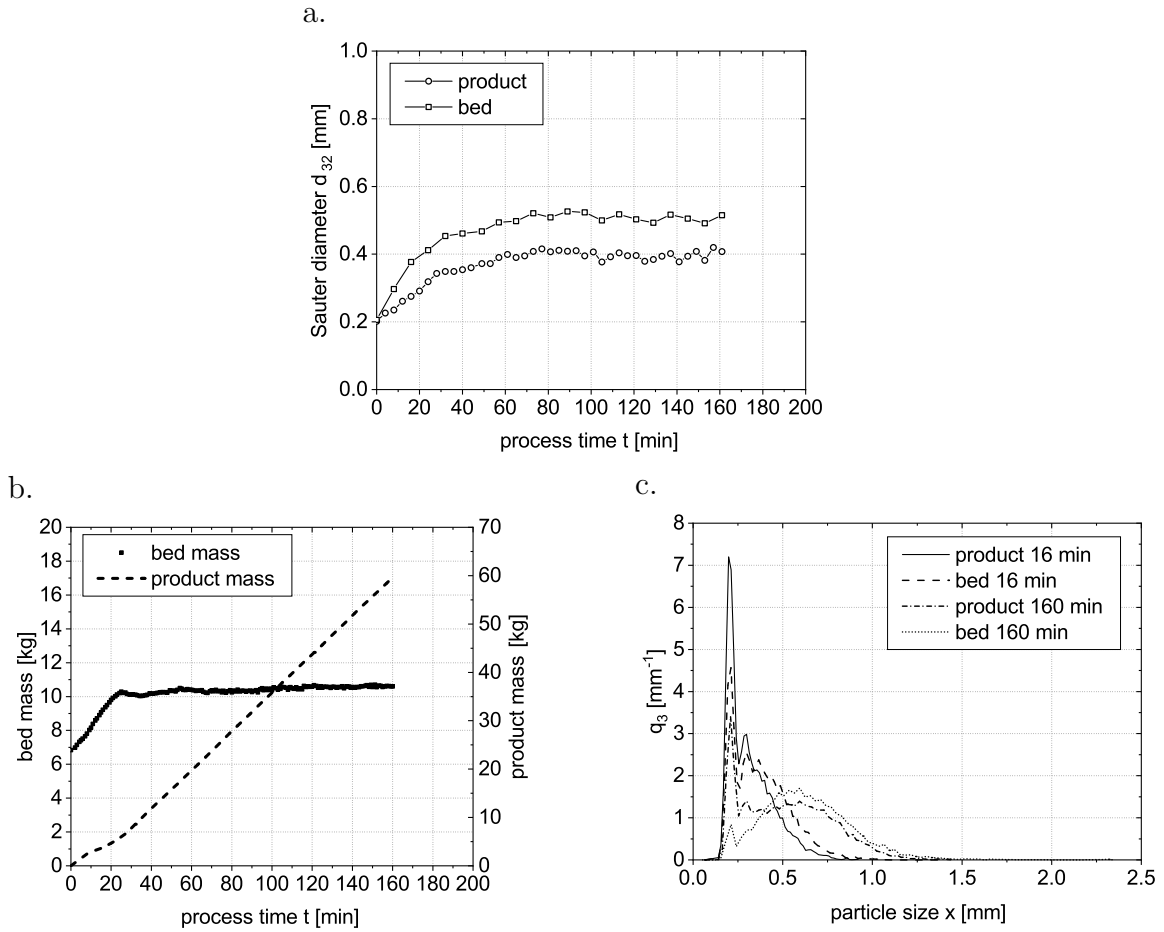 a.
product
bed
Sauter diameter d32 [mm]
1.0
0.8
0.6
0.4
0.2
0.0
0 20 40 60 80 100 120 140 160 180 200
process time t [min]
b.
bed mass
product mass
bed mass [kg]
20
18
16
14
12
10
8
6
4
2
0
70
60
50
40
30
20
10
0
product mass [kg]
0 20 40 60 80 100 120 140 160 180 200
process time t [min]
c.
product 16 min
bed 16 min
product 160 min
bed 160 min
q3 [mm-1]
8
7
6
5
4
3
2
1
0
0.0 0.5 1.0 1.5 2.0 2.5
particle size x [mm]